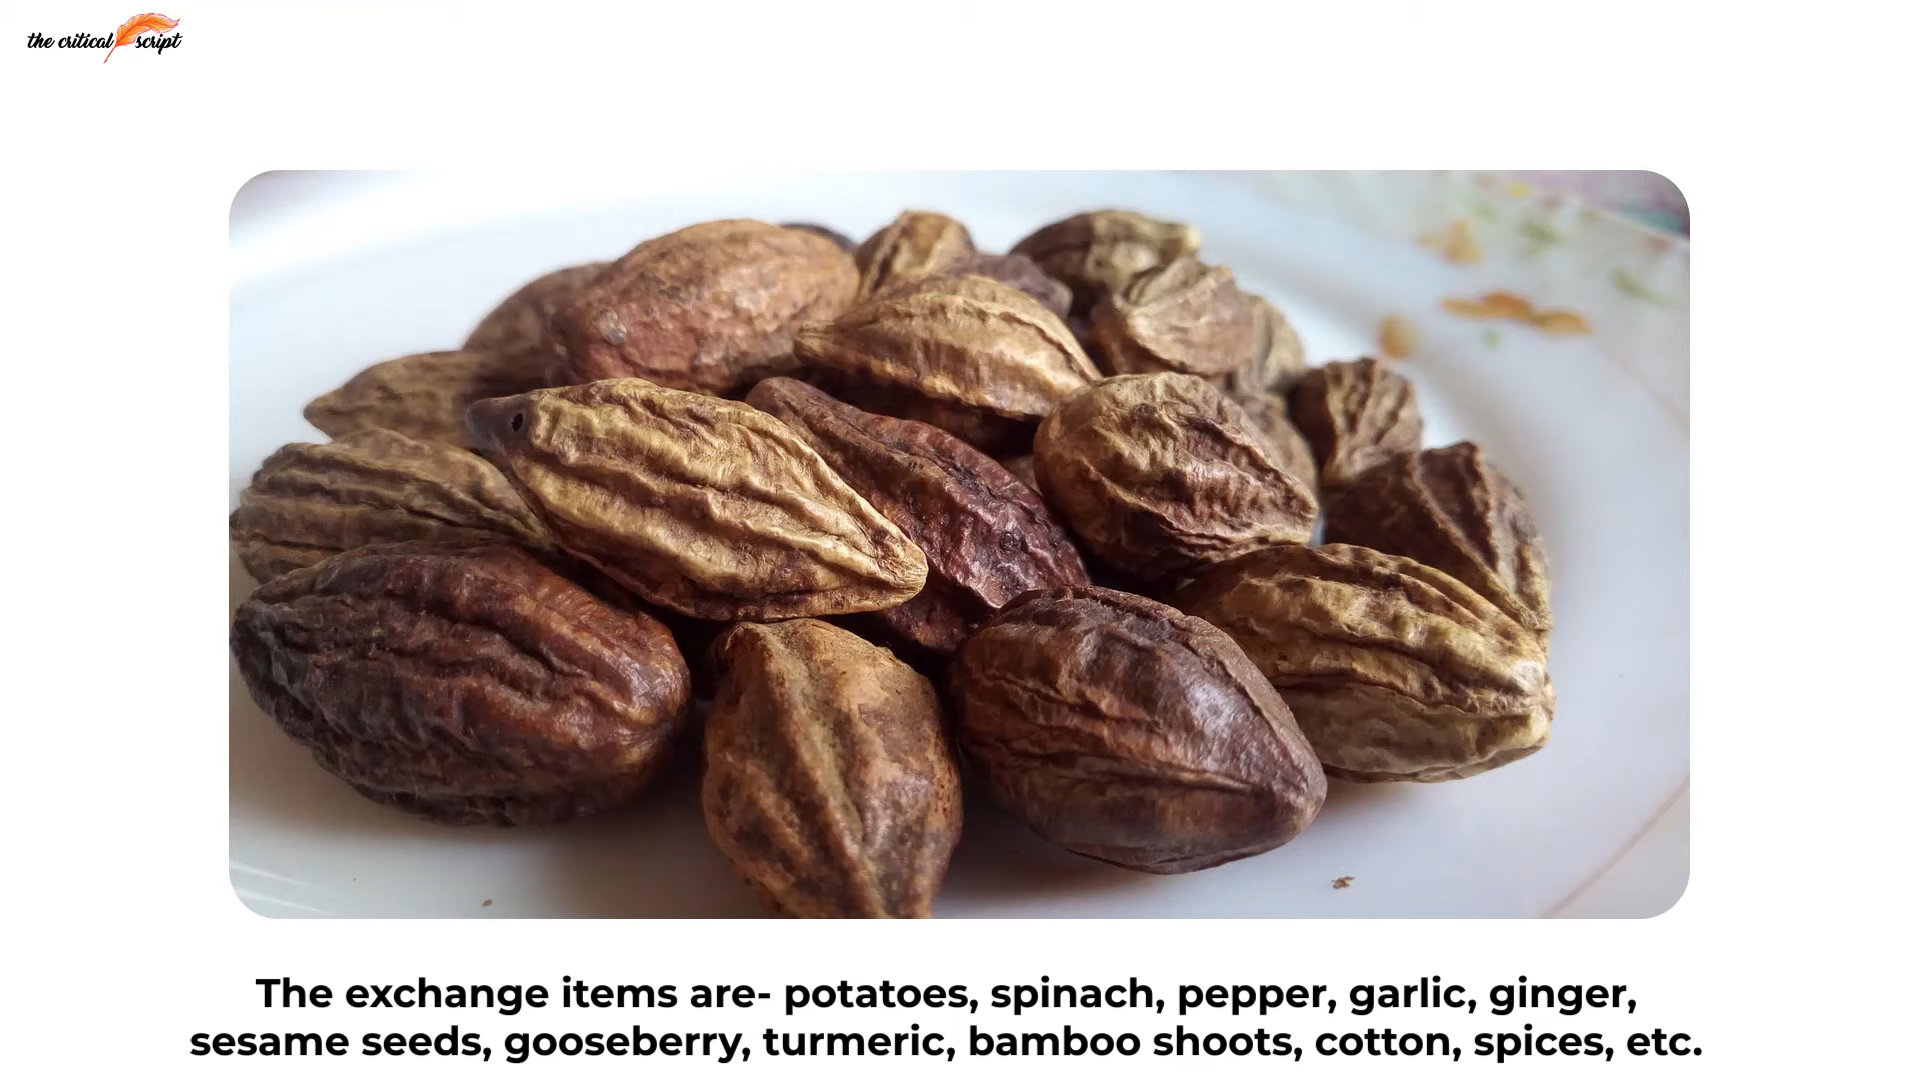 the critical script
The exchange items are- potatoes, spinach, pepper, garlic, ginger,
sesame seeds, gooseberry, turmeric, bamboo shoots, cotton, spices, etc.